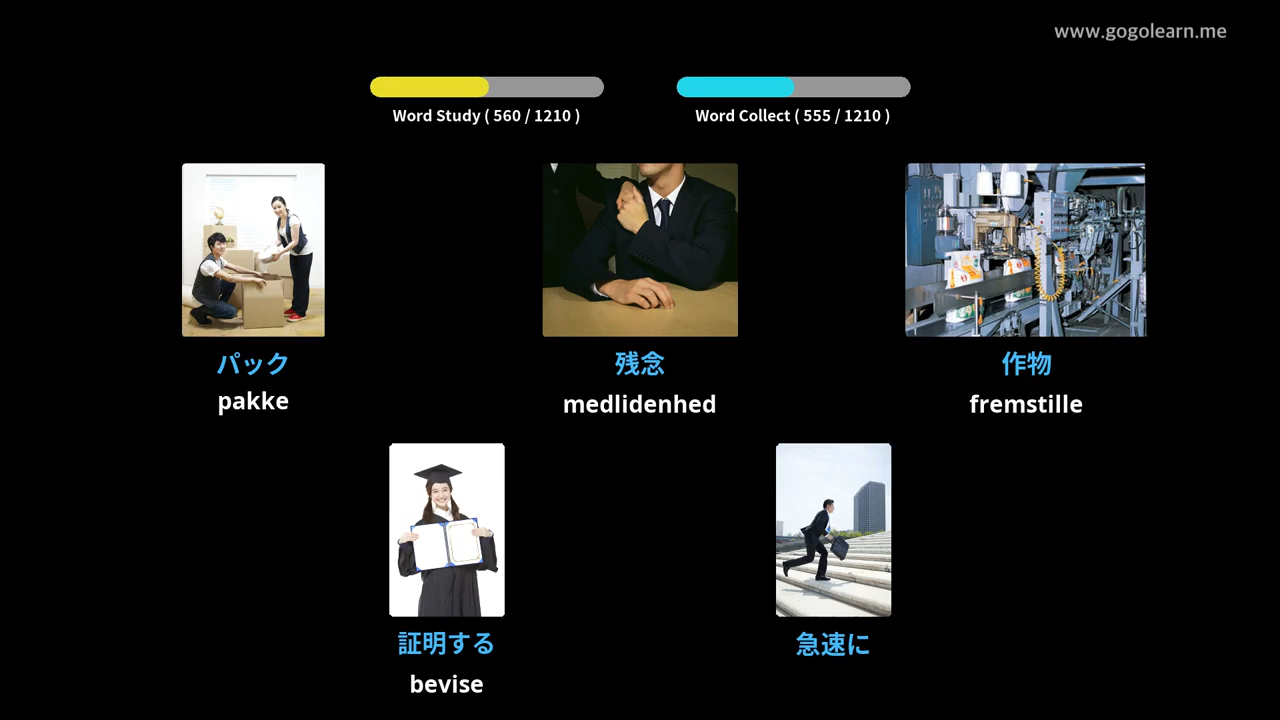 www.gogolearn.me
Word Study ( 560 / 1210 )
Word Collect ( 555 / 1210 )
パック
pakke
残念
medlidenhed
作物
fremstille
証明する
bevise
急速に